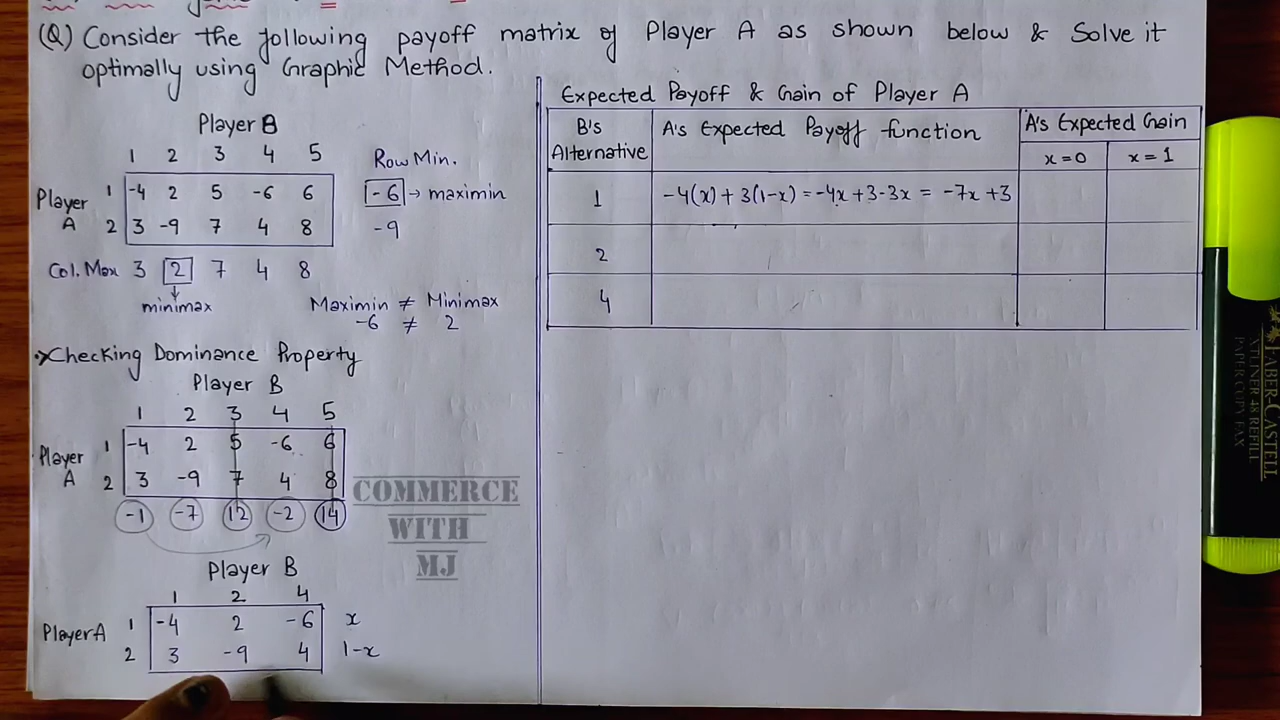 (Q) Consider the following payoff matrix of Player A as shown below & Solve it
optimally using Graphic Method.
Player B
1 2 3 4 5 Row Min.
Player 1 -4 2 5 -6 6 -6 → maximin
A 2 3 -9 7 4 8 -9
Col. Max 3 2 7 4 8
minimax
Maximin ≠ Minimax
-6 ≠ 2
Checking Dominance Property
Player B
1 2 3 4 5
Player 1 -4 2 5 -6 6
A 2 3 -9 7 4 8
-1 -7 12 -2 14
Player B
1 2 4
Player A 1 -4 2 -6 x
2 3 -9 4 1-x
Expected Payoff & Gain of Player A
B's Alternative
A's Expected Payoff function
A's Expected Gain
x=0 x=1
1 -4(x) + 3(1-x) = -4x + 3 - 3x = -7x + 3
2
4
COMMERCE
WITH
MJ
FABER-CASTELL
XTLINER 48 REFILL
PAPER COPY FAX